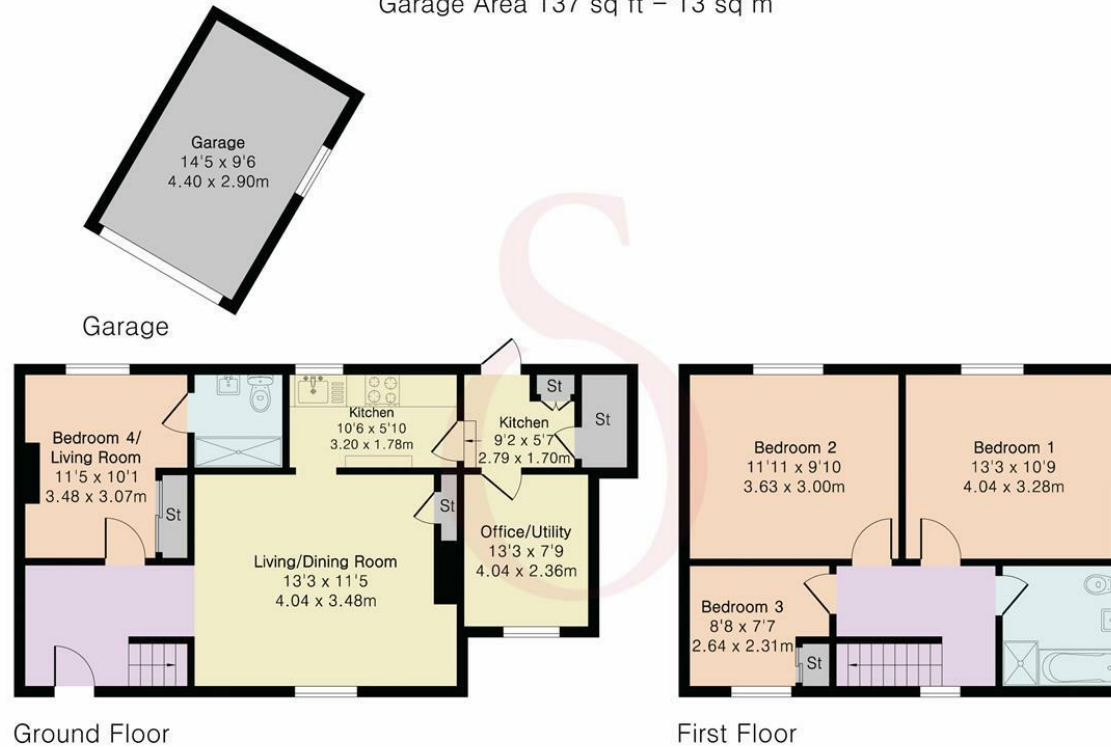 Garage Area 137 sq ft – 13 sq m
Garage
14'5 x 9'6
4.40 x 2.90m
Garage
Bedroom 4/
Living Room
11'5 x 10'1
3.48 x 3.07m
St
Kitchen
10'6 x 5'10
3.20 x 1.78m
Kitchen
9'2 x 5'7
2.79 x 1.70m
St
St
St
Living/Dining Room
13'3 x 11'5
4.04 x 3.48m
Office/Utility
13'3 x 7'9
4.04 x 2.36m
Ground Floor
Bedroom 2
11'11 x 9'10
3.63 x 3.00m
Bedroom 1
13'3 x 10'9
4.04 x 3.28m
Bedroom 3
8'8 x 7'7
2.64 x 2.31m
St
First Floor